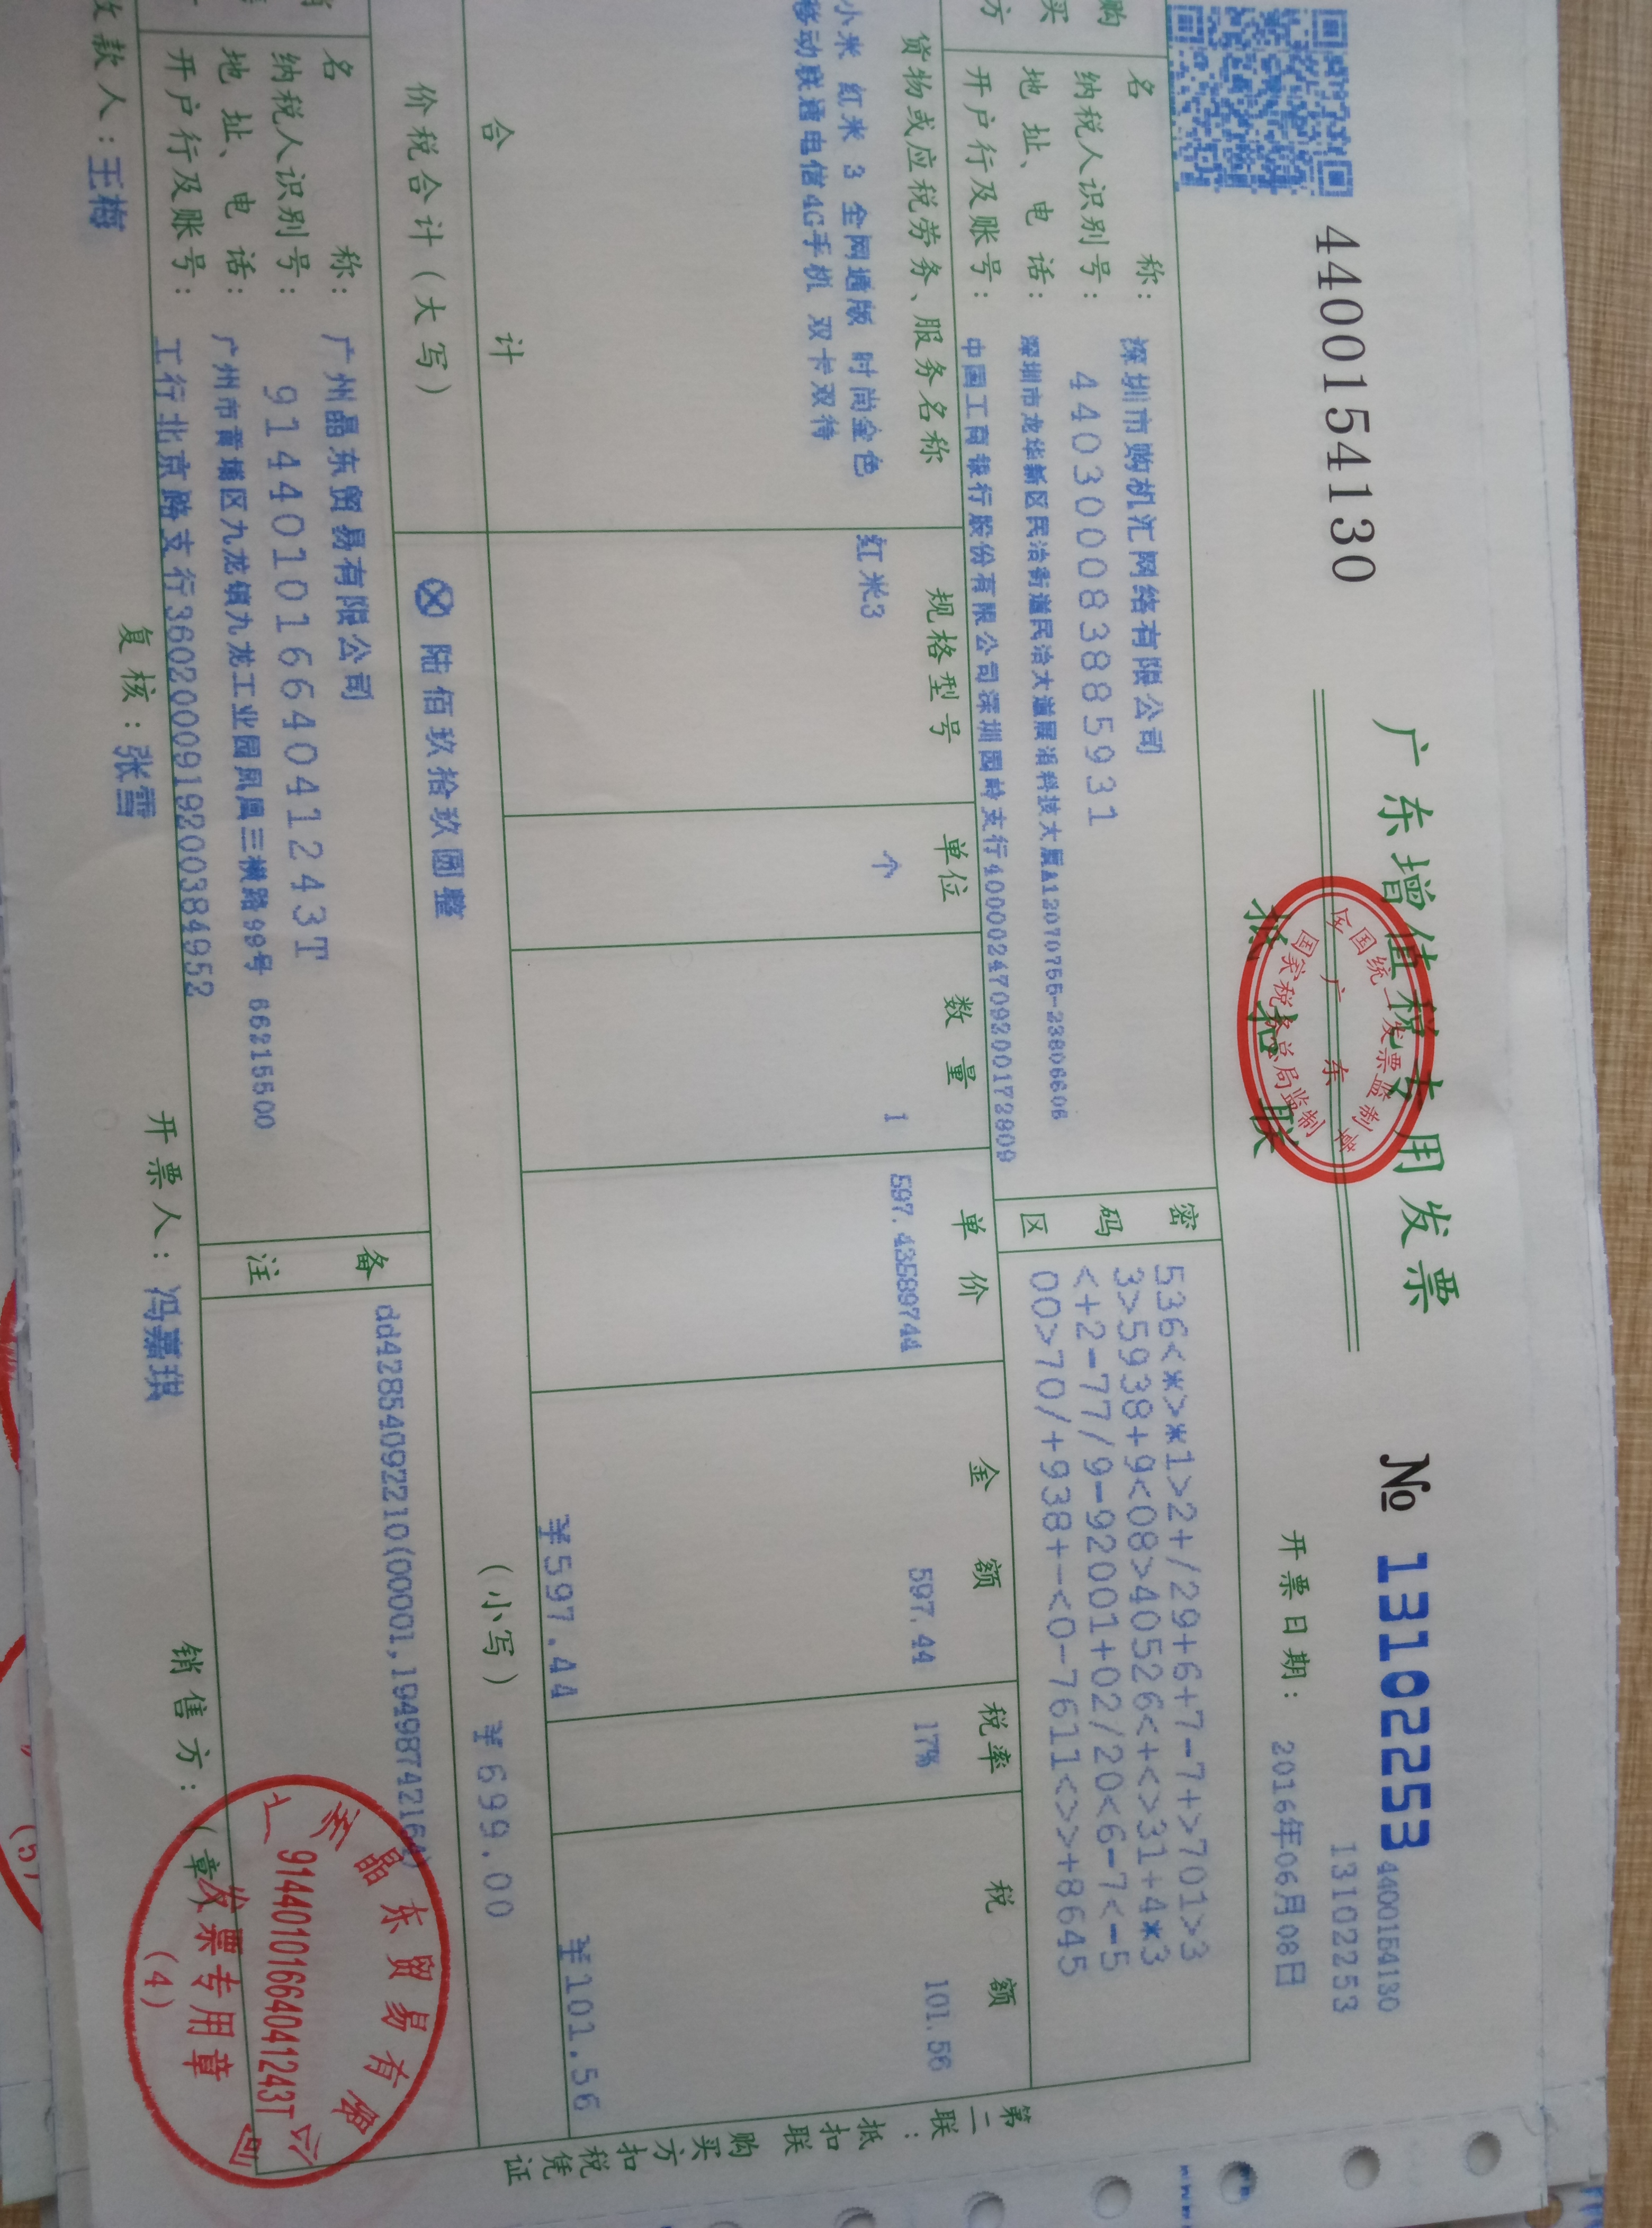 4400154130
广东增值税专用发票
抵扣联
全国统一发票监制章
广东
国家税务总局监制
№ 13102253
4400154130
13102253
开票日期: 2016年06月08日
购买方
名 称: 深圳市购机汇网络有限公司
纳税人识别号: 440300083885931
地 址、电 话: 深圳市龙华新区民治街道民治大道展滔科技大厦A12070755-23806606
开户行及账号: 中国工商银行股份有限公司深圳园岭支行4000024709200172809
密码区
536<*>*1>2+/29+6+7-7+>701>3
3>5938+9<08>40526<+<>31+4*3
<+2-77/9-920001+02/20<6-7<-5
00>70/+938+-<0-7611<>>+8645
货物或应税劳务、服务名称 规格型号 单位 数量 单价 金额 税率 税额
小米 红米 3 全网通版 时尚金色 红米3 个 1 597.43589744 597.44 17% 101.56
移动联通电信4G手机 双卡双待
合计 ¥597.44 ¥101.56
价税合计(大写) ⊗ 陆佰玖拾玖圆整 (小写) ¥699.00
名 称: 广州晶东贸易有限公司
纳税人识别号: 91440101664041243T
地 址、电 话: 广州市黄埔区九龙镇九龙工业园凤凰三横路99号 66215500
开户行及账号: 工行北京路支行3602000919200384952
备注
dd42854092210(00001,19498742164)
款人: 王梅 复核: 张雪 开票人: 冯嘉琪 销售方: (章)
广州晶东贸易有限公司
91440101664041243T
发票专用章
(4)
第二联: 抵扣联 购买方扣税凭证
(5)